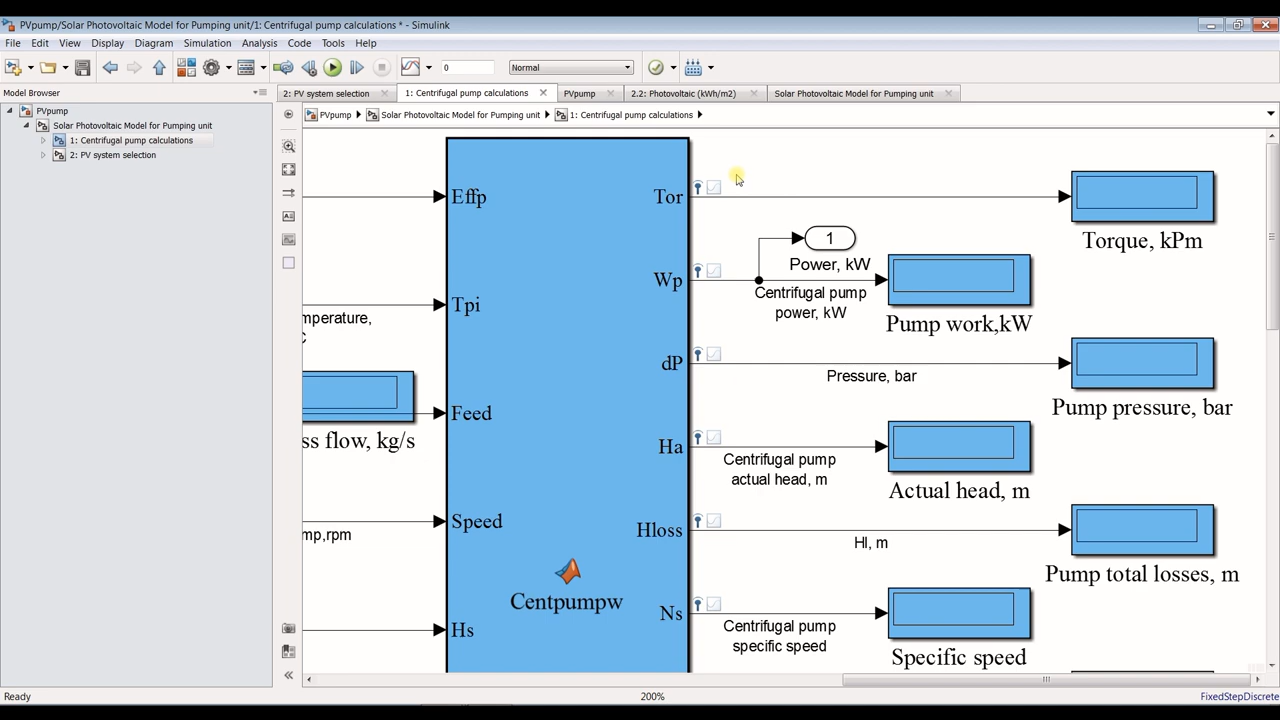 PVpump/Solar Photovoltaic Model for Pumping unit/1: Centrifugal pump calculations * - Simulink
File Edit View Display Diagram Simulation Analysis Code Tools Help
0 Normal
Model Browser
2: PV system selection 1: Centrifugal pump calculations PVpump 2.2: Photovoltaic (kWh/m2) Solar Photovoltaic Model for Pumping unit
PVpump
Solar Photovoltaic Model for Pumping unit
1: Centrifugal pump calculations
2: PV system selection
PVpump Solar Photovoltaic Model for Pumping unit 1: Centrifugal pump calculations
Effp
Tor
Torque, kPm
1
Power, kW
Wp
Centrifugal pump
power, kW
Pump work,kW
Tpi
mperature,
C
dP
Pressure, bar
Pump pressure, bar
Feed
ss flow, kg/s
Ha
Centrifugal pump
actual head, m
Actual head, m
Speed
mp,rpm
Hloss
Hl, m
Pump total losses, m
Centpumpw
Ns
Centrifugal pump
specific speed
Specific speed
Hs
Ready 200% FixedStepDiscrete